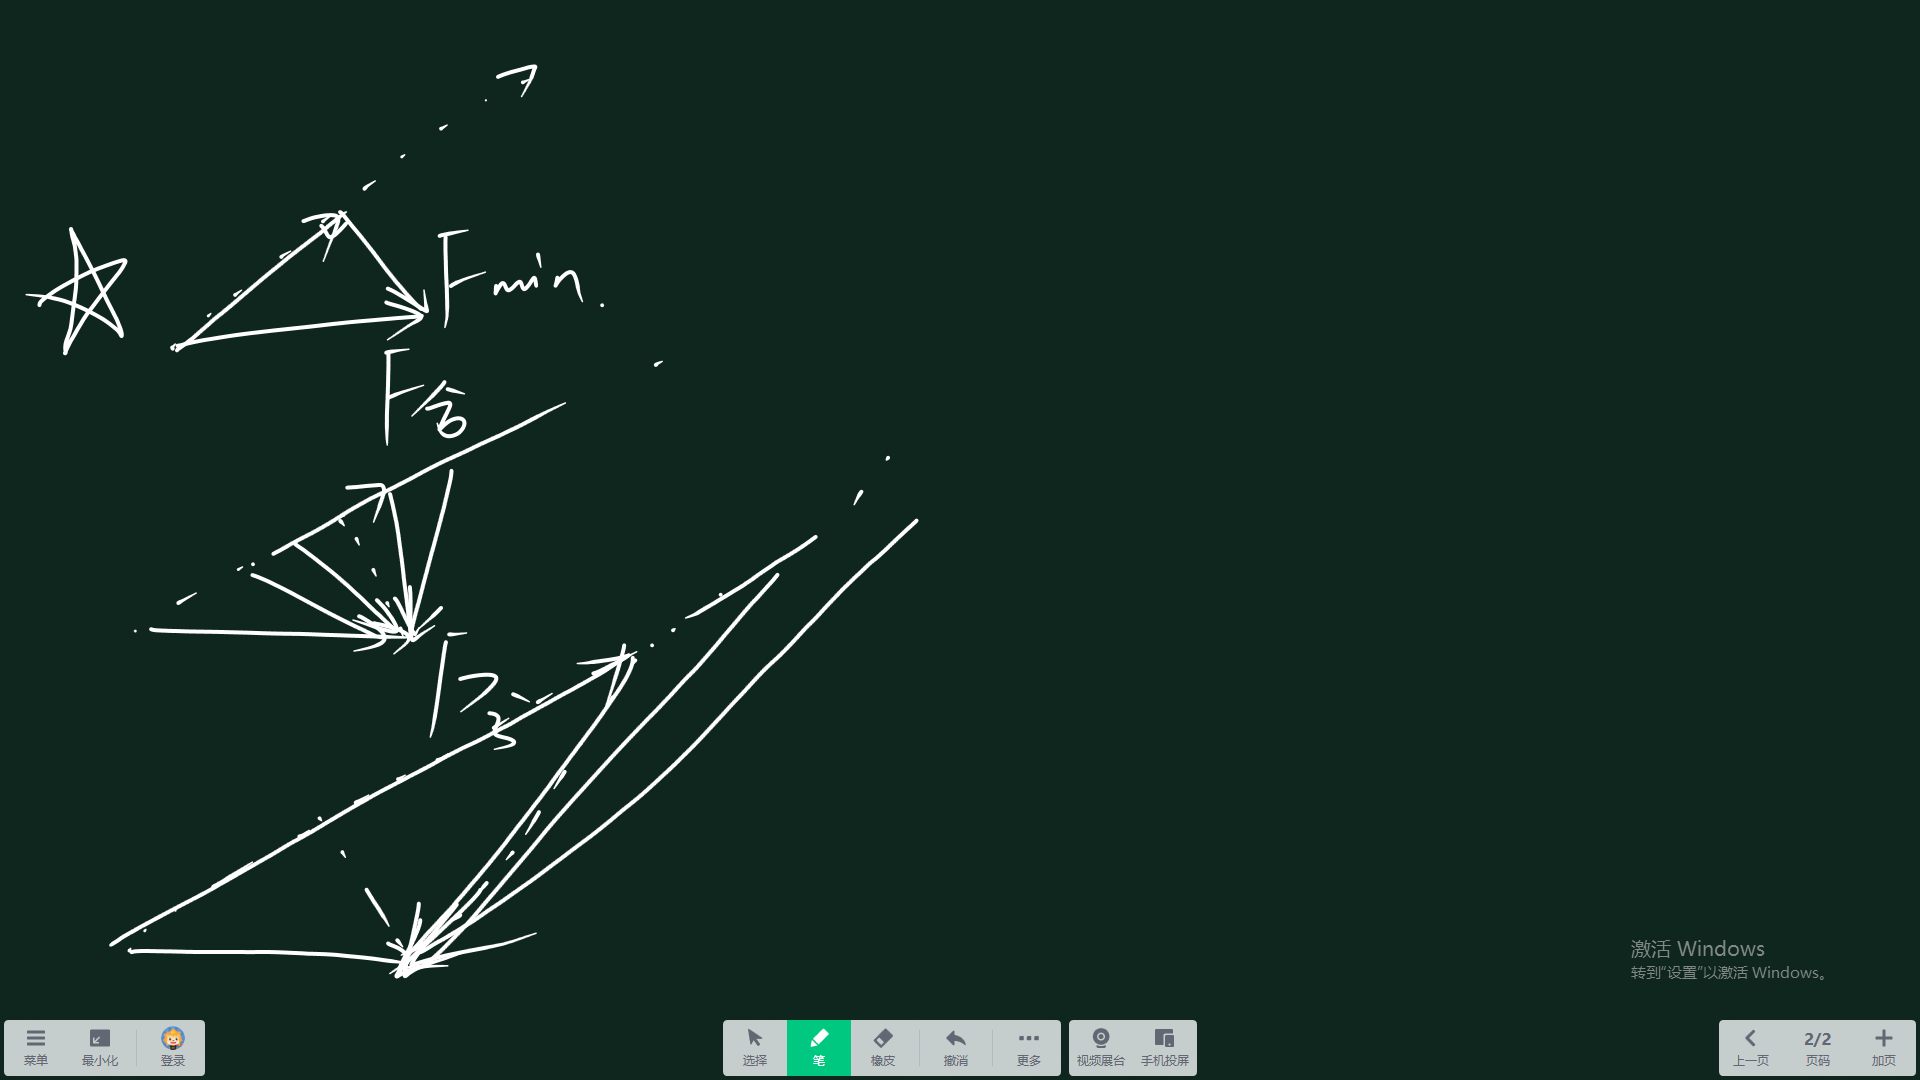 Fmin.
F合
激活 Windows
转到“设置”以激活 Windows。
菜单 最小化 登录 选择 笔 橡皮 撤消 更多 视频展台 手机投屏 上一页 2/2 页码 加页